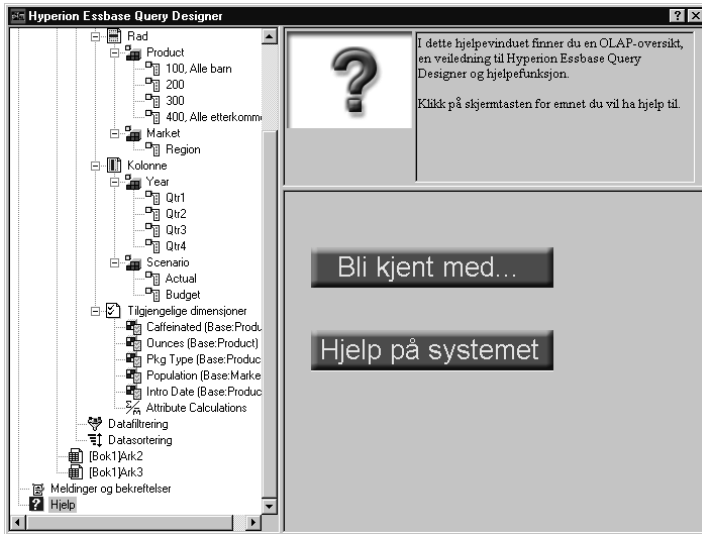 Hyperion Essbase Query Designer
Rad
Product
100, Alle barn
200
300
400, Alle etterkomm
Market
Region
Kolonne
Year
Qtr1
Qtr2
Qtr3
Qtr4
Scenario
Actual
Budget
Tilgjengelige dimensjoner
Caffeinated (Base:Produ
Ounces (Base:Product)
Pkg Type (Base:Produc
Population (Base:Marke
Intro Date (Base:Produc
Attribute Calculations
Datafiltrering
Datasortering
[Bok1]Ark2
[Bok1]Ark3
Meldinger og bekreftelser
Hjelp
I dette hjelpevinduet finner du en OLAP-oversikt,
en veiledning til Hyperion Essbase Query
Designer og hjelpefunksjon.
Klikk på skjermtasten for emnet du vil ha hjelp til.
Bli kjent med...
Hjelp på systemet